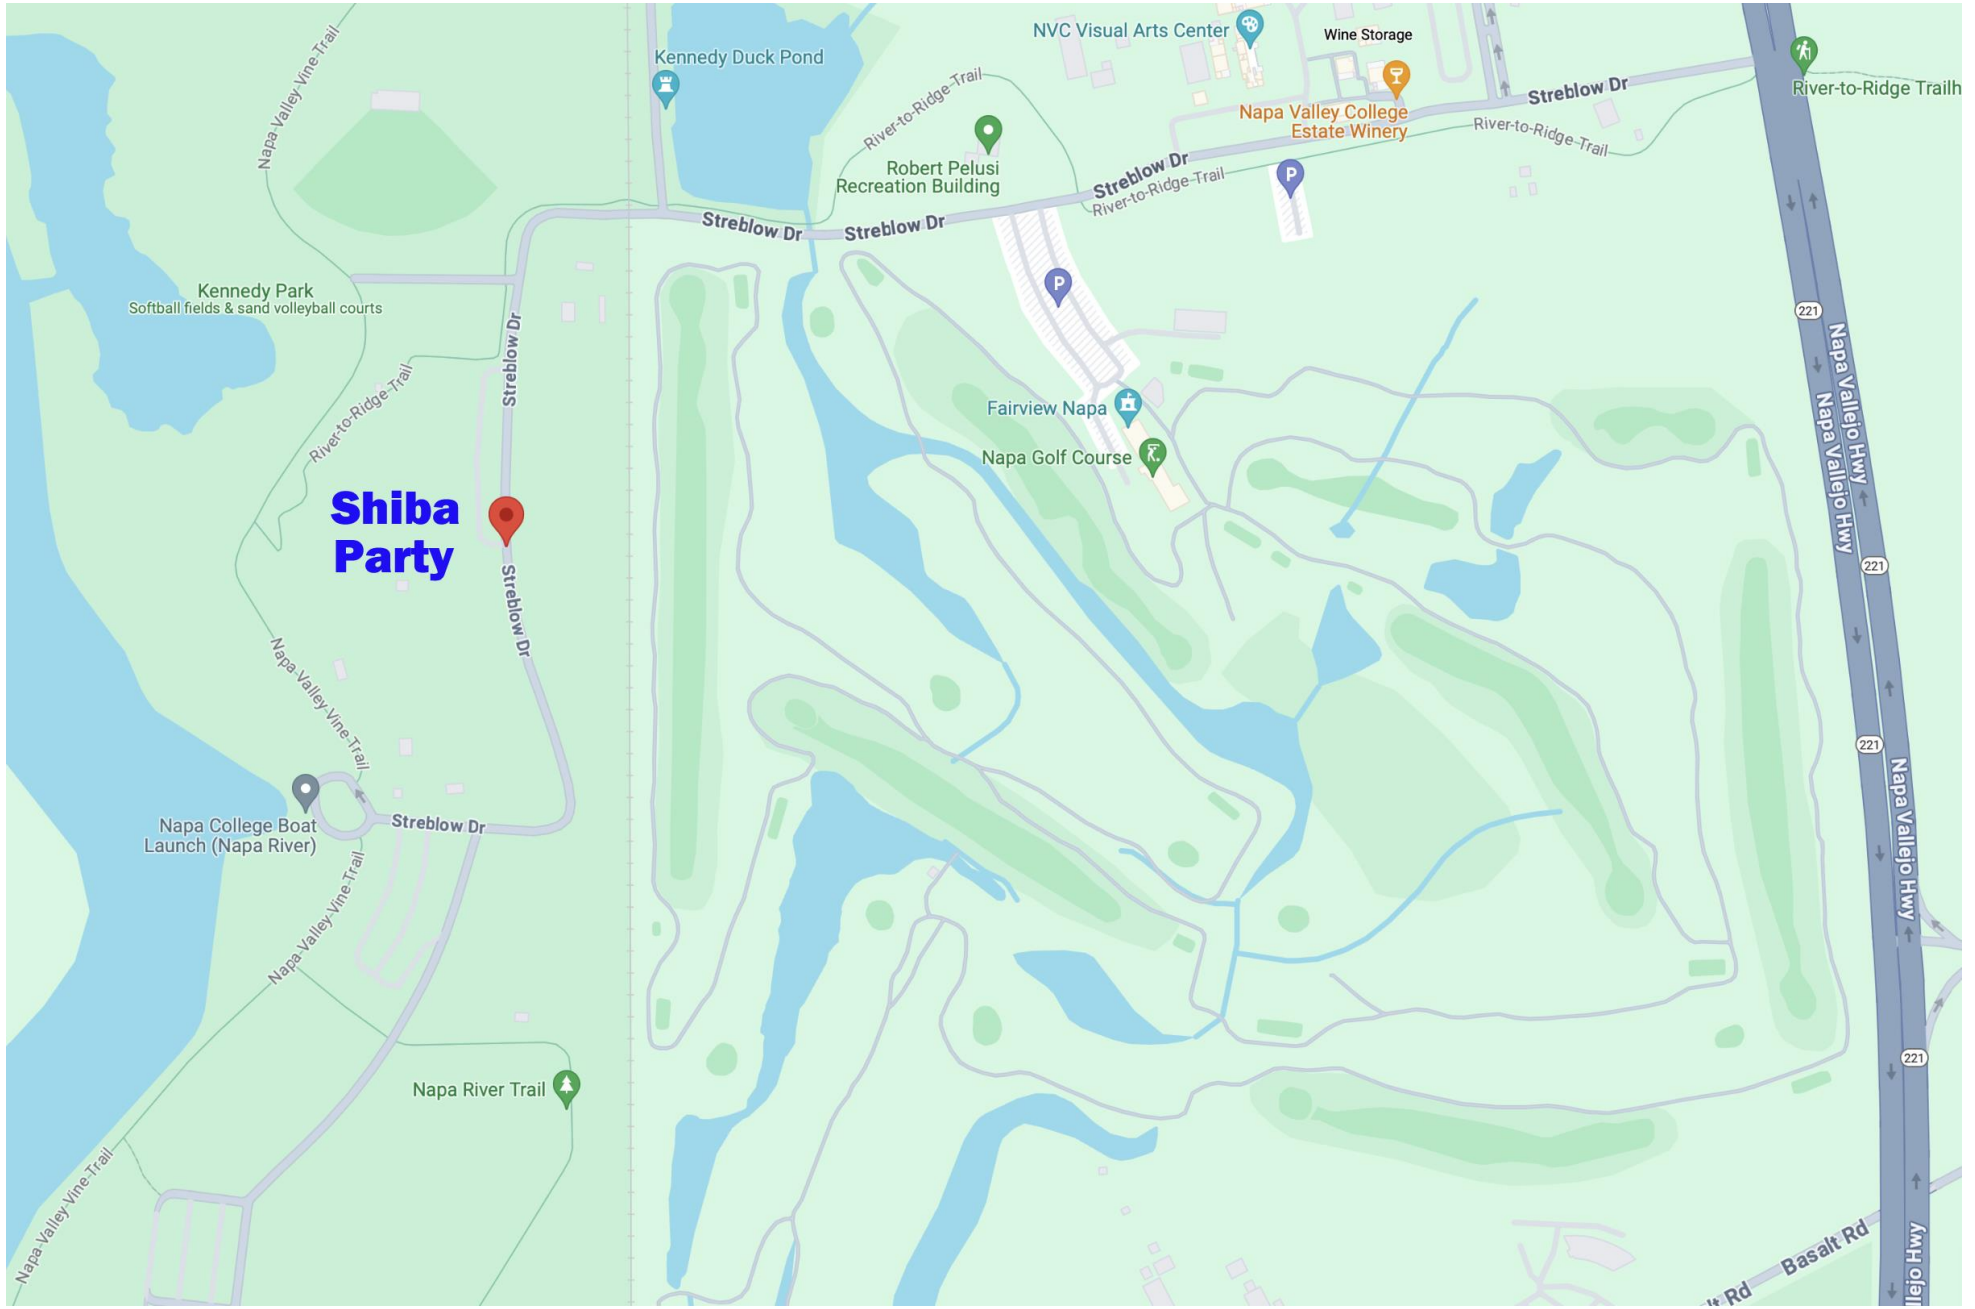 NVC Visual Arts Center
Wine Storage
Kennedy Duck Pond
Napa-Valley-Vine-Trail
River-to-Ridge-Trail
River-to-Ridge Trailh
Streblow Dr
Napa Valley College
Estate Winery
River-to-Ridge-Trail
Robert Pelusi
Recreation Building
Streblow Dr
River-to-Ridge Trail
P
Streblow Dr
Streblow Dr
Kennedy Park
Softball fields & sand volleyball courts
P
221
Napa Vallejo Hwy
Napa Vallejo Hwy
Streblow Dr
River-to-Ridge-Trail
Fairview Napa
Napa Golf Course
Shiba
Party
221
Streblow Dr
Napa-Valley-Vine-Trail
221
Napa Vallejo Hwy
Napa College Boat
Launch (Napa River)
Streblow Dr
Napa-Valley-Vine-Trail
221
Napa River Trail
Napa-Valley-Vine-Trail
Basalt Rd
lt Rd
llejo Hwy